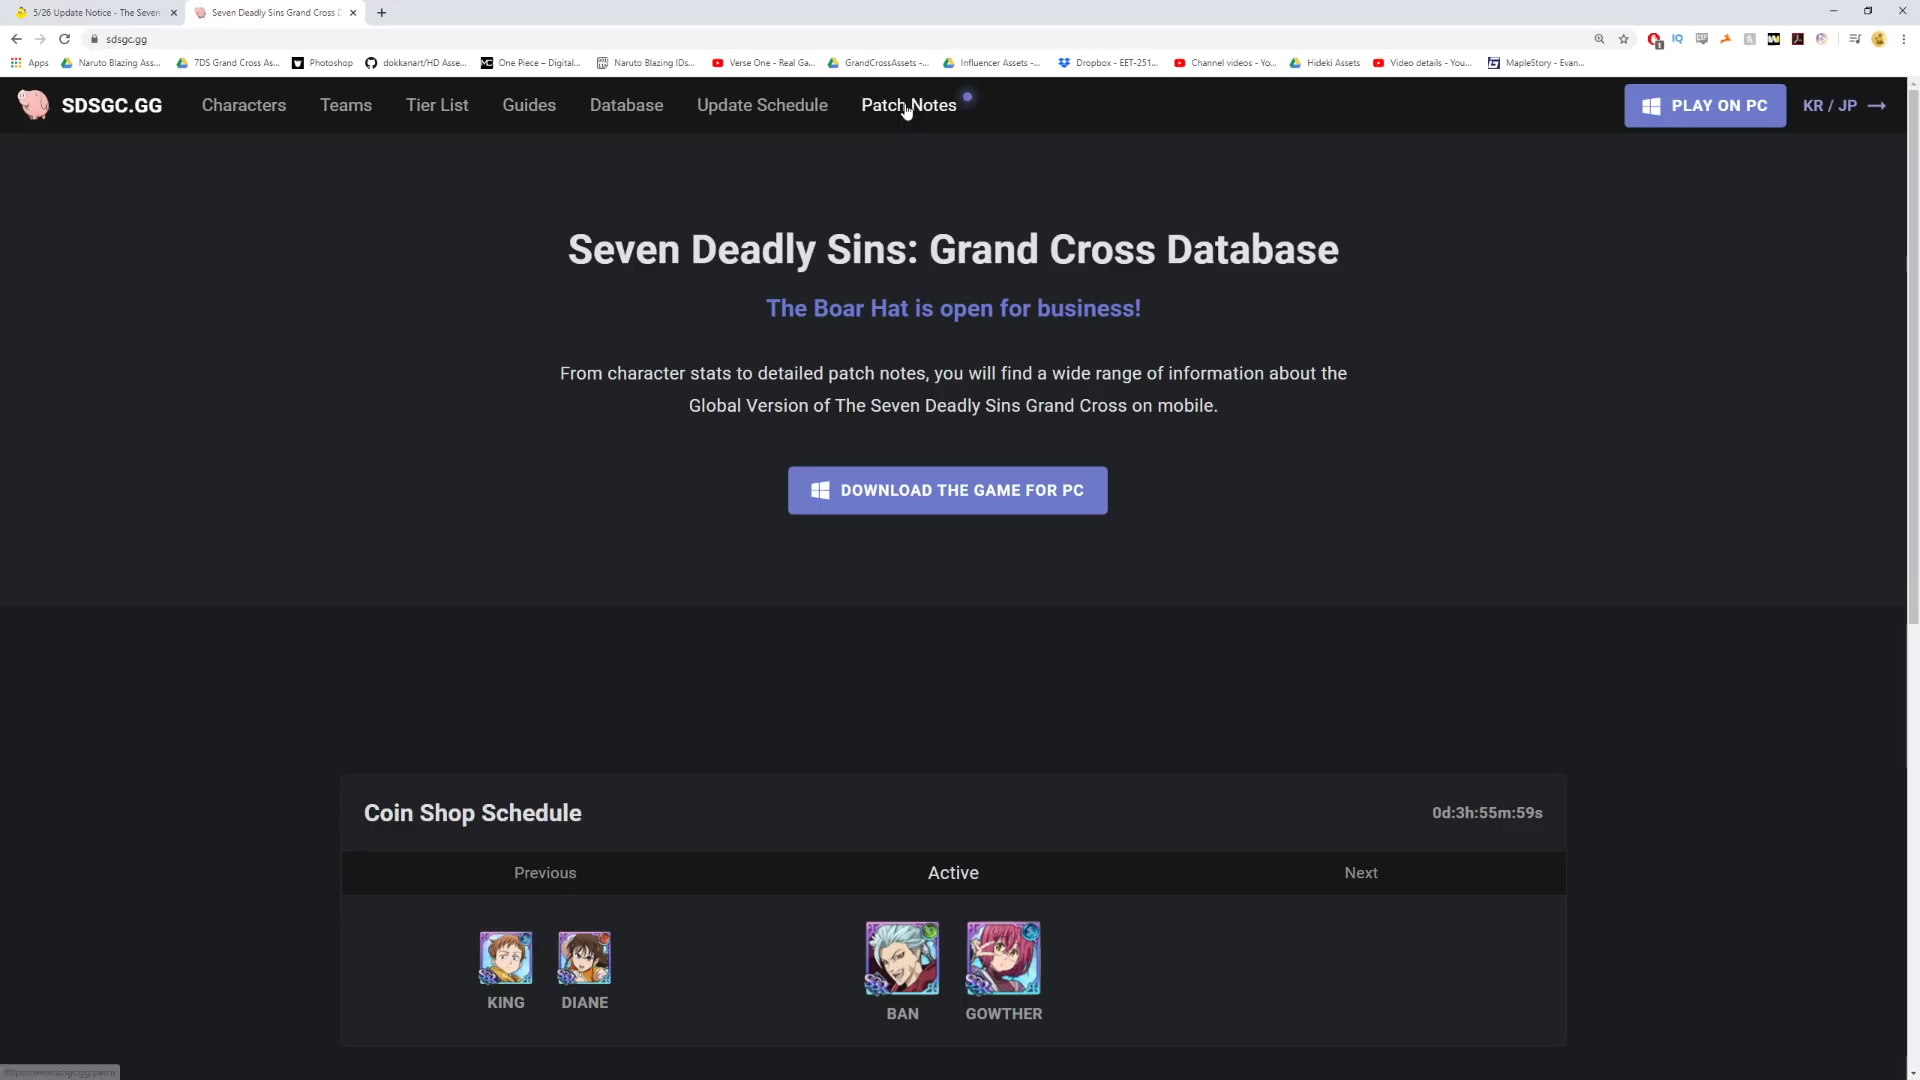 5/26 Update Notice - The Seven
Seven Deadly Sins Grand Cross D
sdsgc.gg
Apps
Naruto Blazing Ass...
7DS Grand Cross As...
Photoshop
dokkanart/HD Asse...
One Piece – Digital...
Naruto Blazing IDs...
Verse One - Real Ga...
GrandCrossAssets -...
Influencer Assets -...
Dropbox - EET-251...
Channel videos - Yo...
Hideki Assets
Video details - You...
MapleStory - Evan...
SDSGC.GG
Characters
Teams
Tier List
Guides
Database
Update Schedule
Patch Notes
PLAY ON PC
KR / JP →
Seven Deadly Sins: Grand Cross Database
The Boar Hat is open for business!
From character stats to detailed patch notes, you will find a wide range of information about the
Global Version of The Seven Deadly Sins Grand Cross on mobile.
DOWNLOAD THE GAME FOR PC
Coin Shop Schedule
0d:3h:55m:59s
Previous
Active
Next
KING
DIANE
BAN
GOWTHER